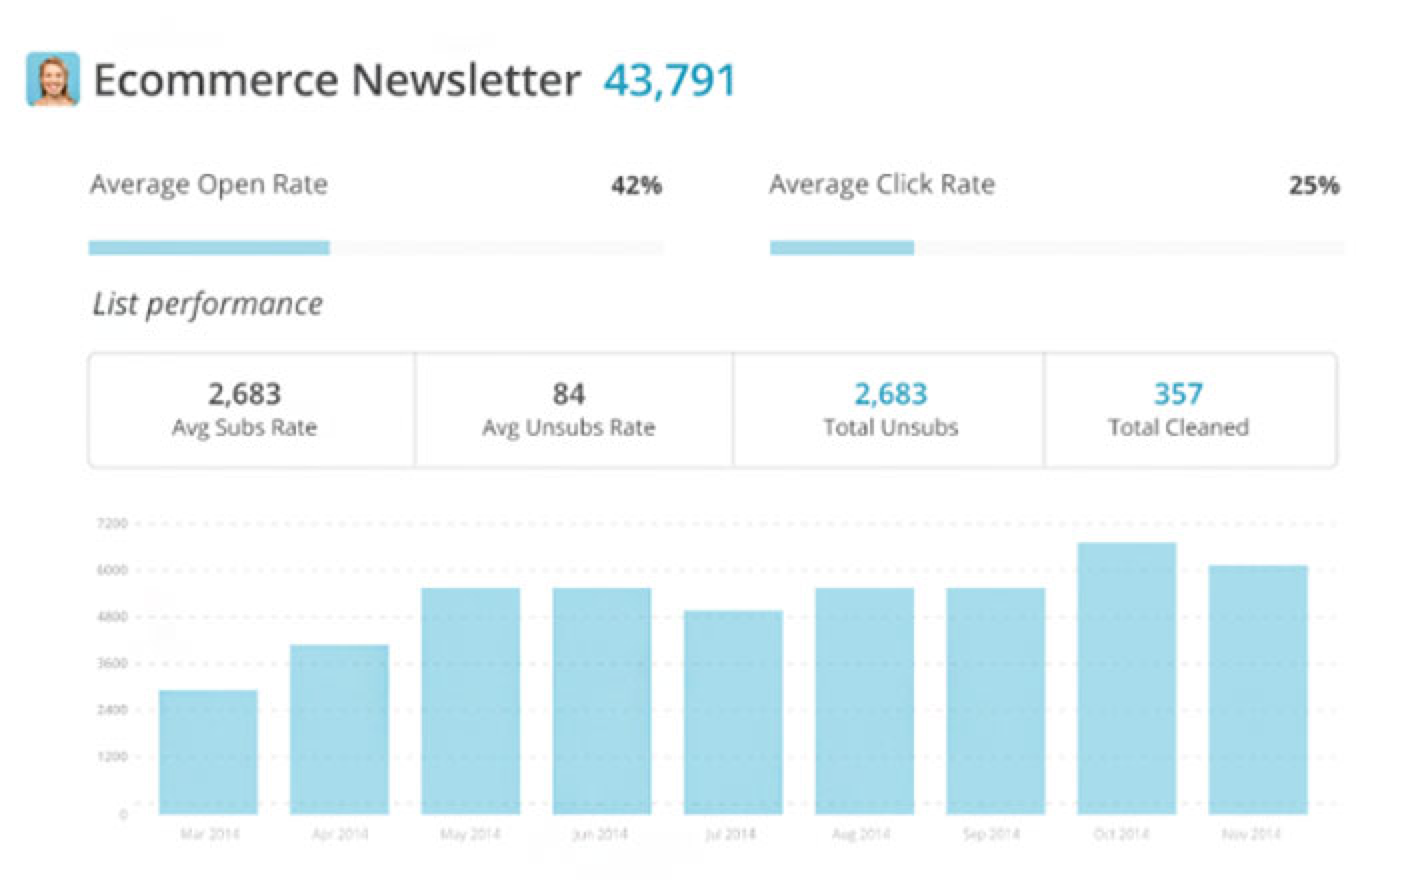 Ecommerce Newsletter 43,791
Average Open Rate 42%
Average Click Rate 25%
List performance
2,683
Avg Subs Rate
84
Avg Unsubs Rate
2,683
Total Unsubs
357
Total Cleaned
7200
6000
4800
3600
2400
1200
0
Mar 2014 Apr 2014 May 2014 Jun 2014 Jul 2014 Aug 2014 Sep 2014 Oct 2014 Nov 2014